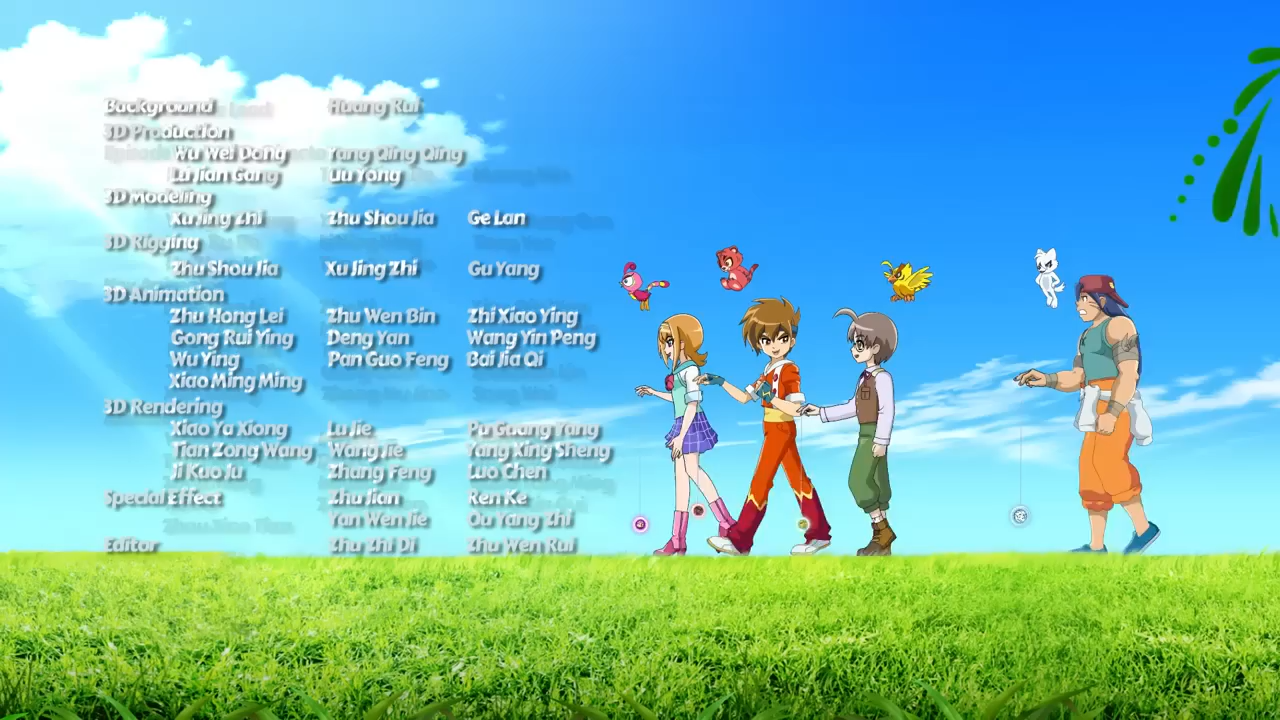 Background Huang Rui
3D Production
Wu Wei Dong Yang Qing Qing
Lu Jian Gang Liu Yong
3D Modeling
Xu Jing Zhi Zhu Shou Jia Ge Lan
3D Rigging
Zhu Shou Jia Xu Jing Zhi Gu Yang
3D Animation
Zhu Hong Lei Zhu Wen Bin Zhi Xiao Ying
Gong Rui Ying Deng Yan Wang Yin Peng
Wu Ying Pan Guo Feng Bai Jia Qi
Xiao Ming Ming
3D Rendering
Xiao Ya Xiong Lu Jie Pu Guang Yang
Tian Zong Wang Wang Jie Yang Xing Sheng
Ji Kuo Ju Zhang Feng Luo Chen
Special Effect Zhu Jian Ren Ke
Yan Wen Jie Ou Yang Zhi
Editor Zhu Zhi Di Zhu Wen Rui